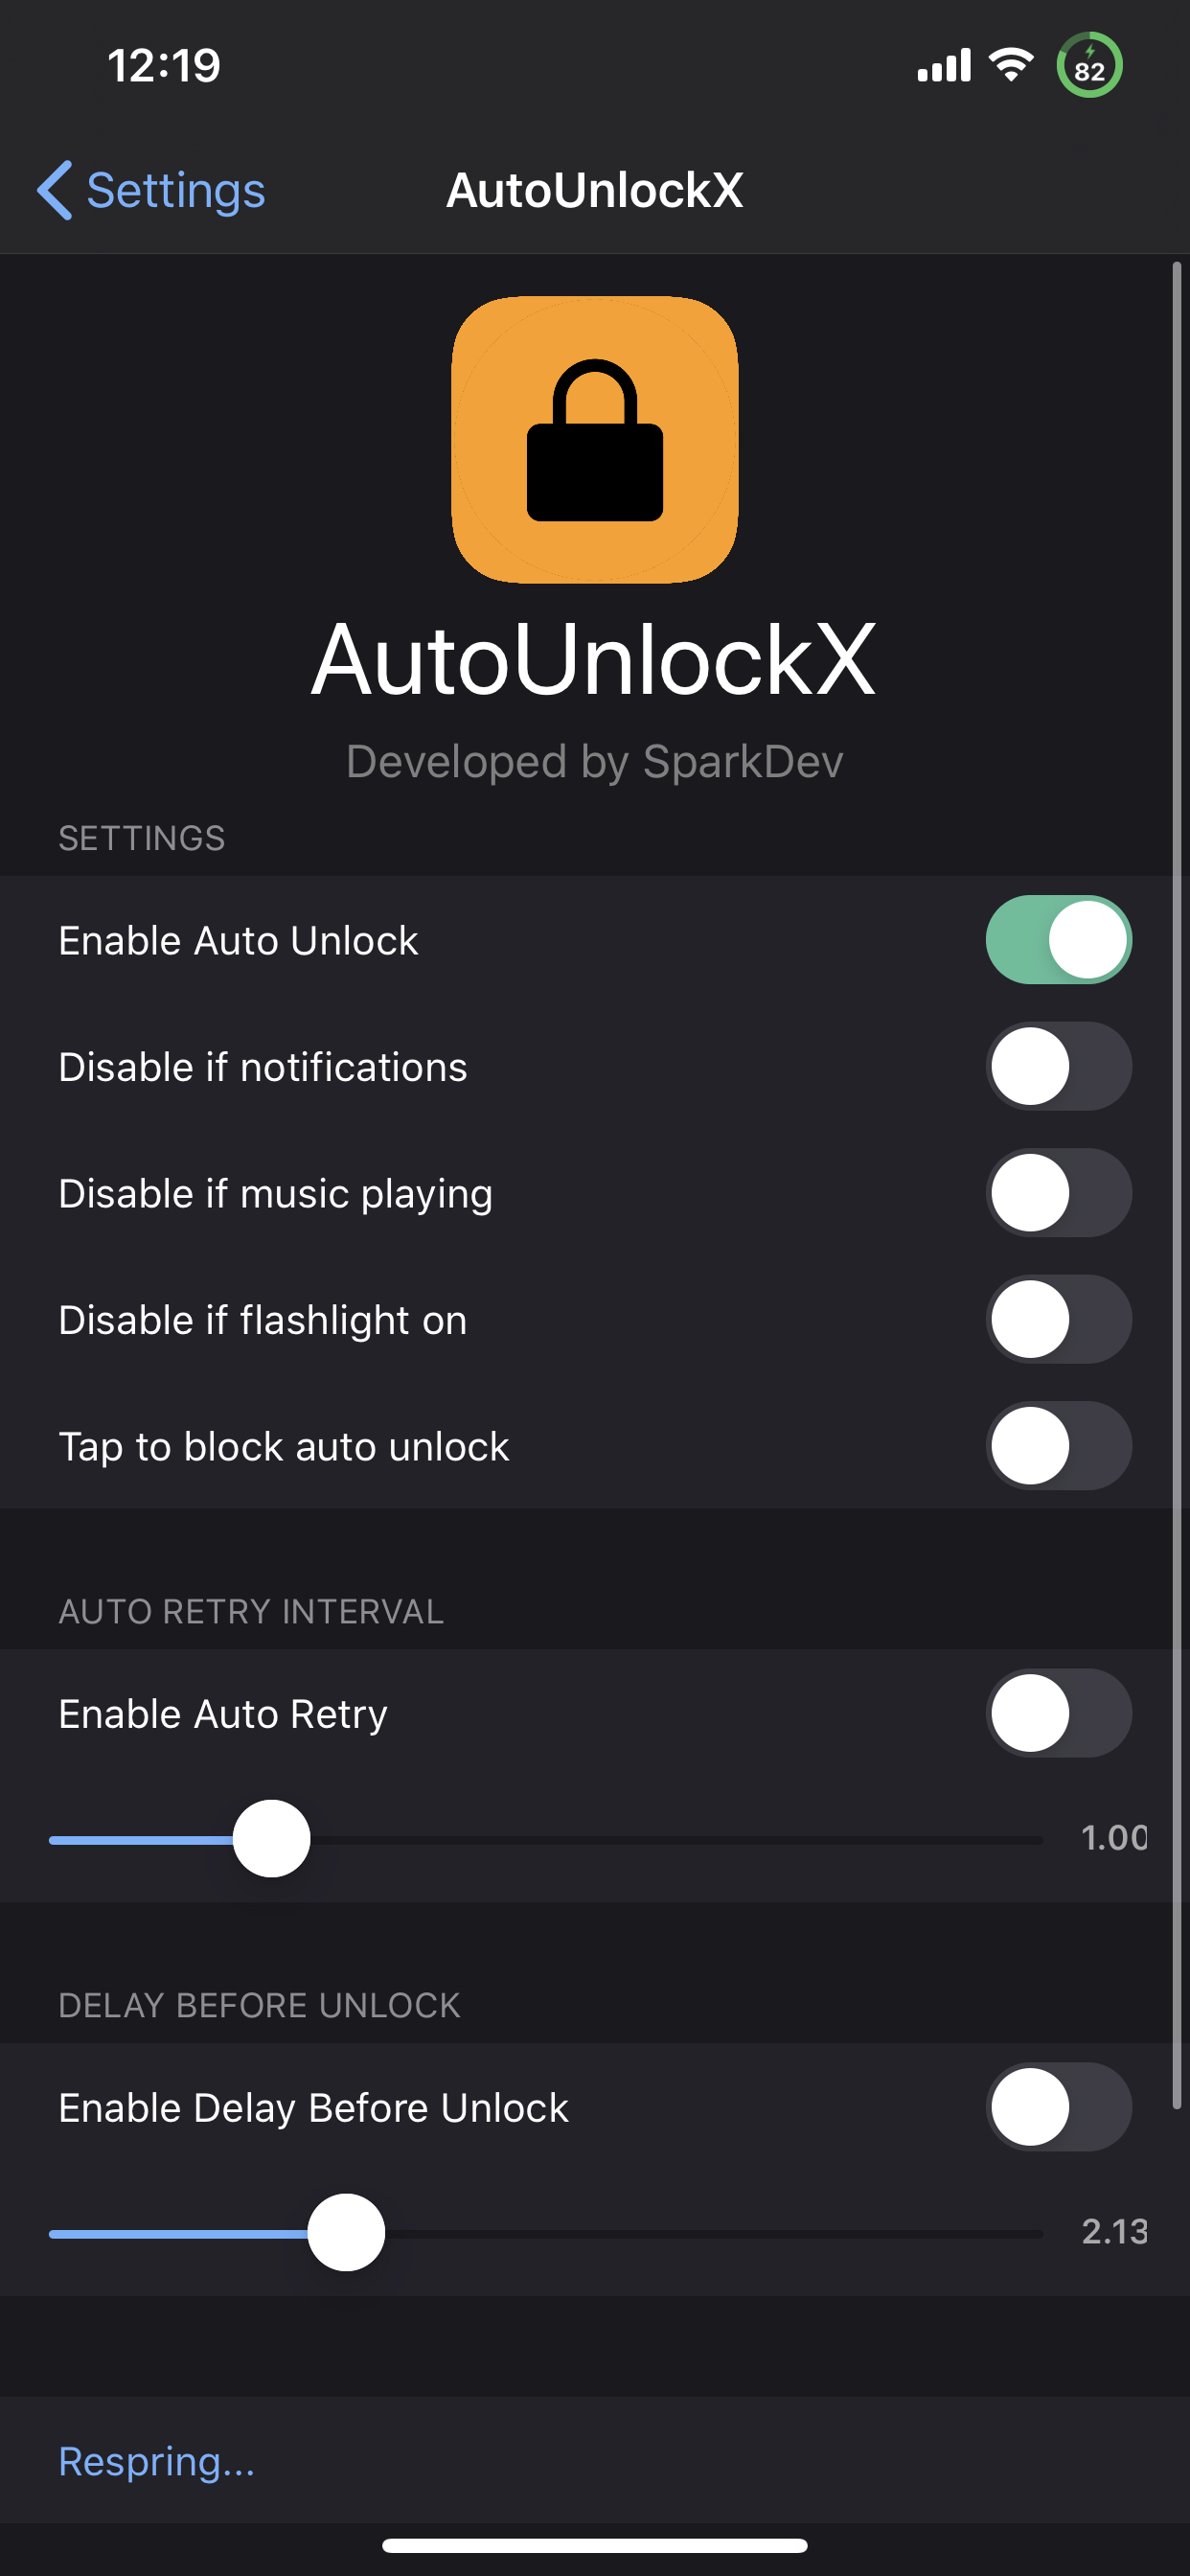 12:19
82
Settings
AutoUnlockX
AutoUnlockX
Developed by SparkDev
SETTINGS
Enable Auto Unlock
Disable if notifications
Disable if music playing
Disable if flashlight on
Tap to block auto unlock
AUTO RETRY INTERVAL
Enable Auto Retry
1.00
DELAY BEFORE UNLOCK
Enable Delay Before Unlock
2.13
Respring...